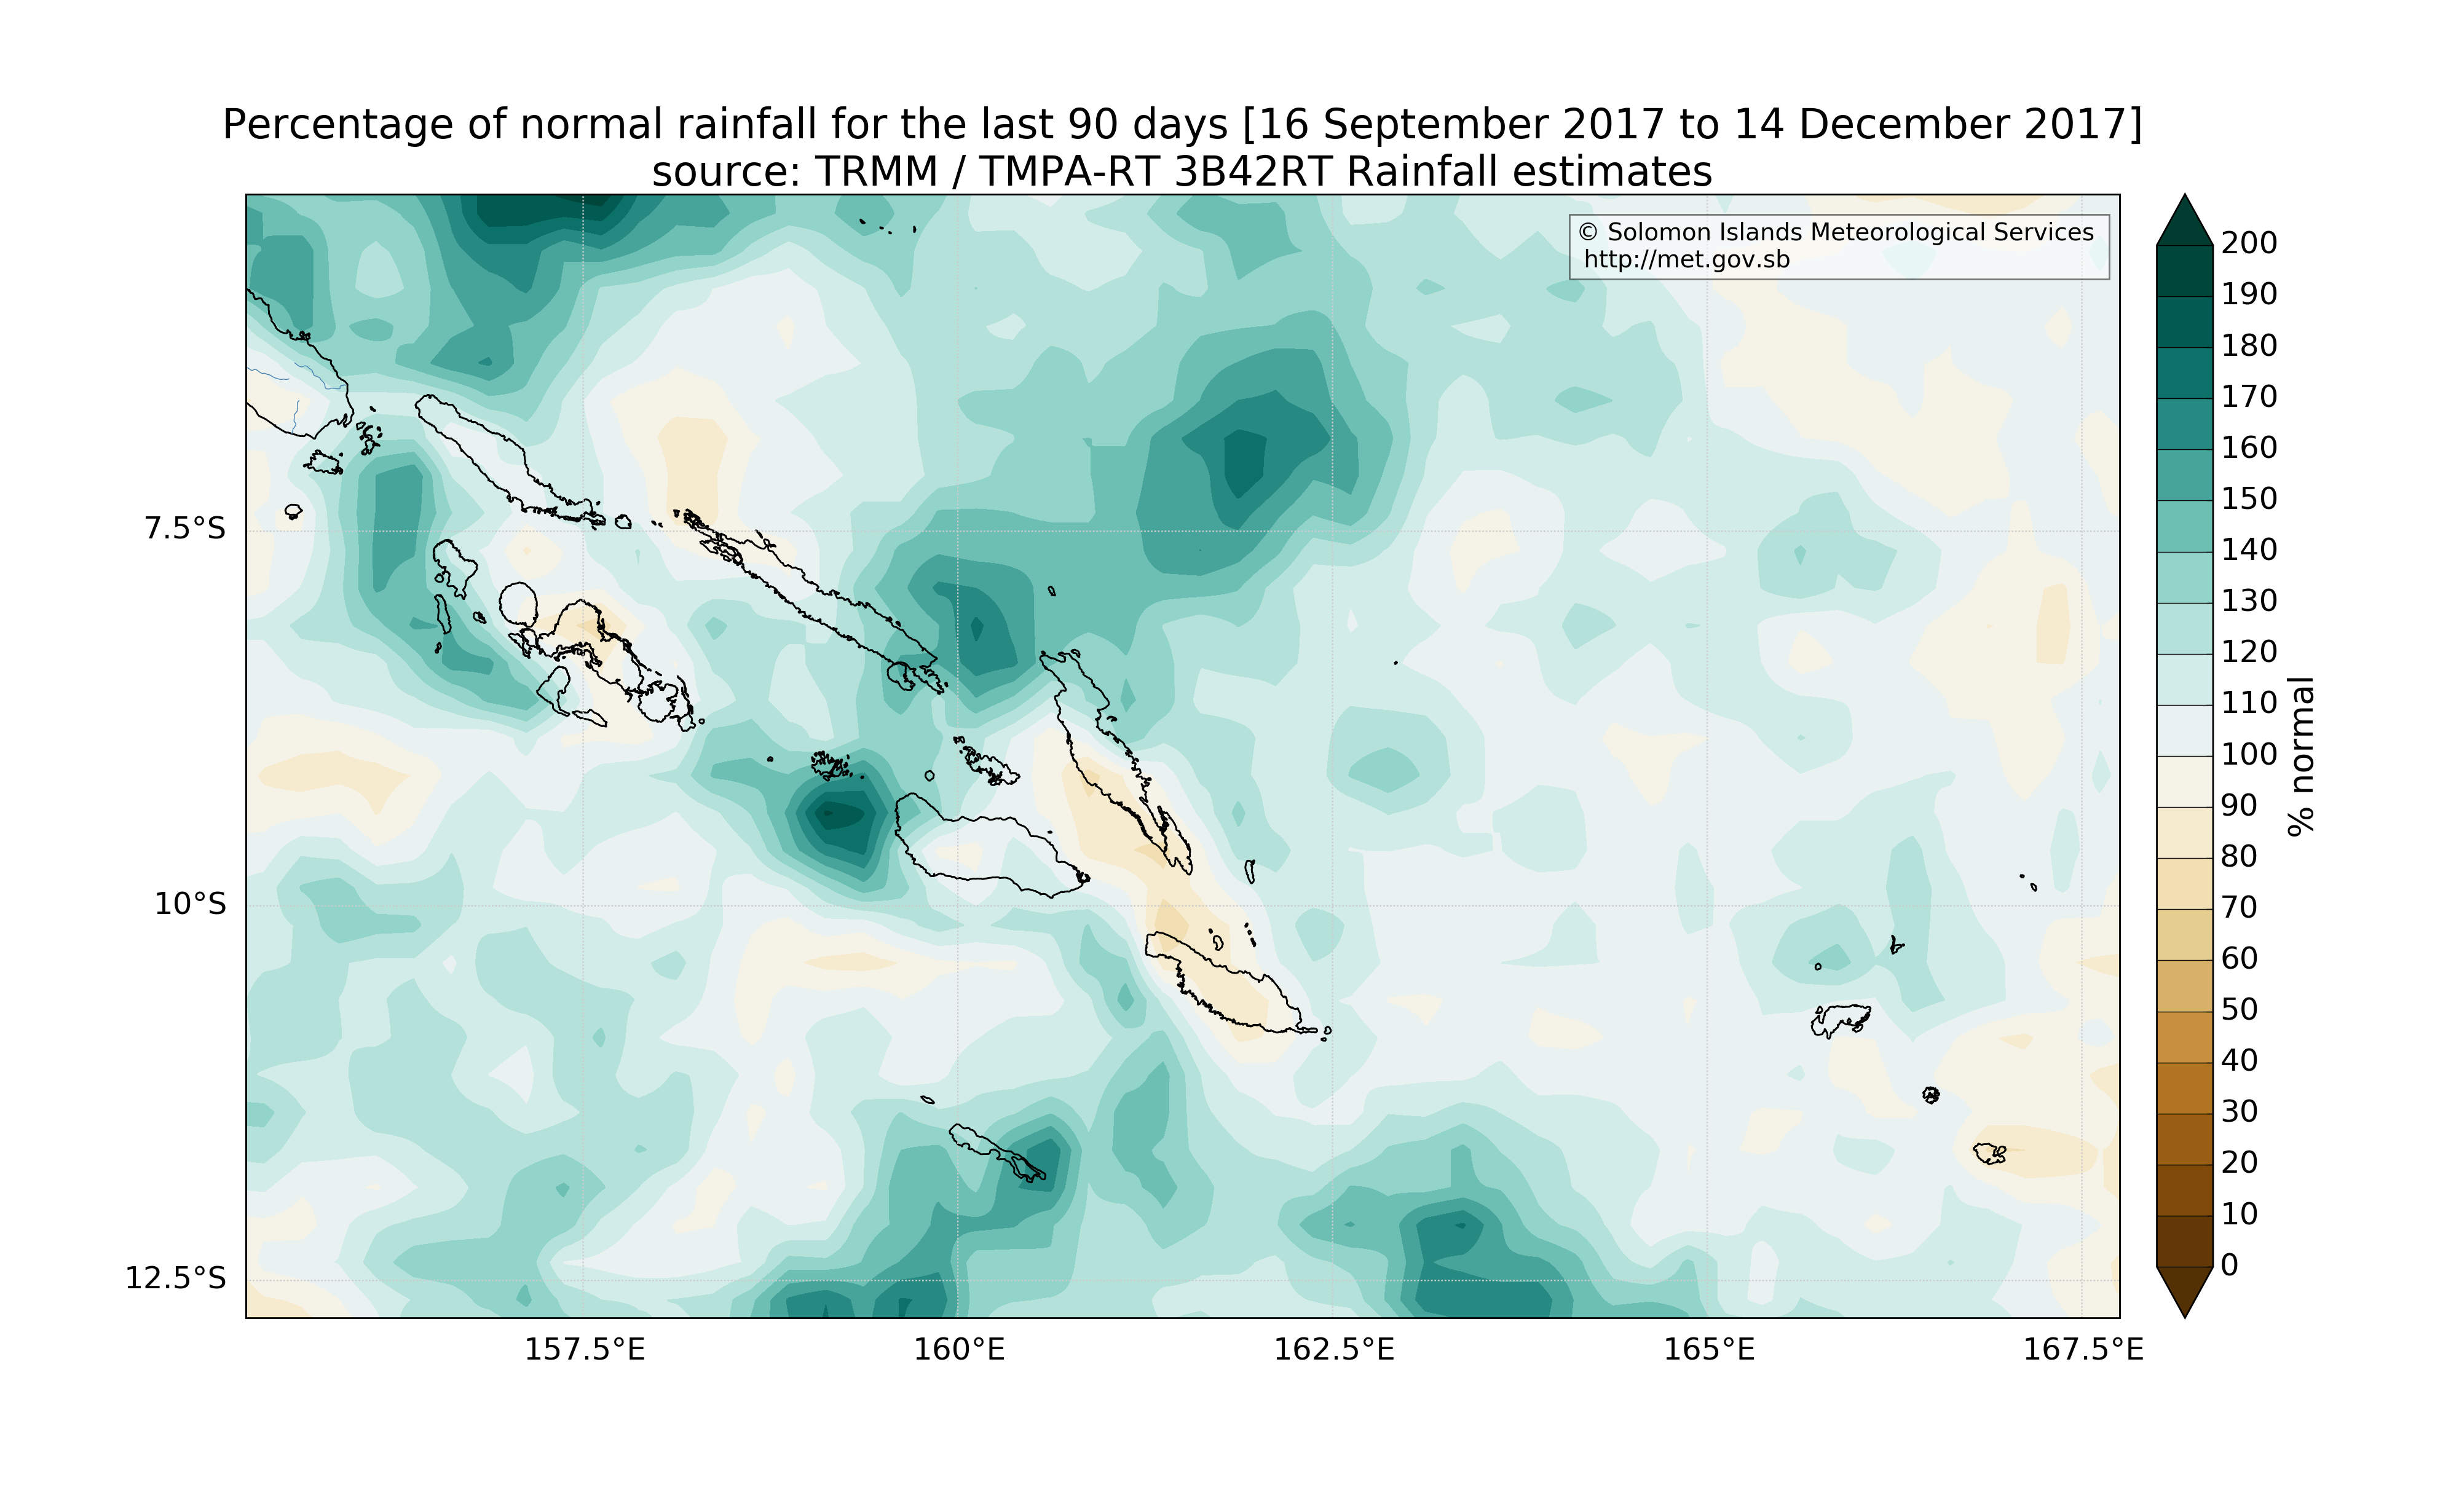 Percentage of normal rainfall for the last 90 days [16 September 2017 to 14 December 2017]
source: TRMM / TMPA-RT 3B42RT Rainfall estimates
© Solomon Islands Meteorological Services
http://met.gov.sb
7.5°S
10°S
12.5°S
157.5°E
160°E
162.5°E
165°E
167.5°E
200
190
180
170
160
150
140
130
120
110
100
90
80
70
60
50
40
30
20
10
0
% normal